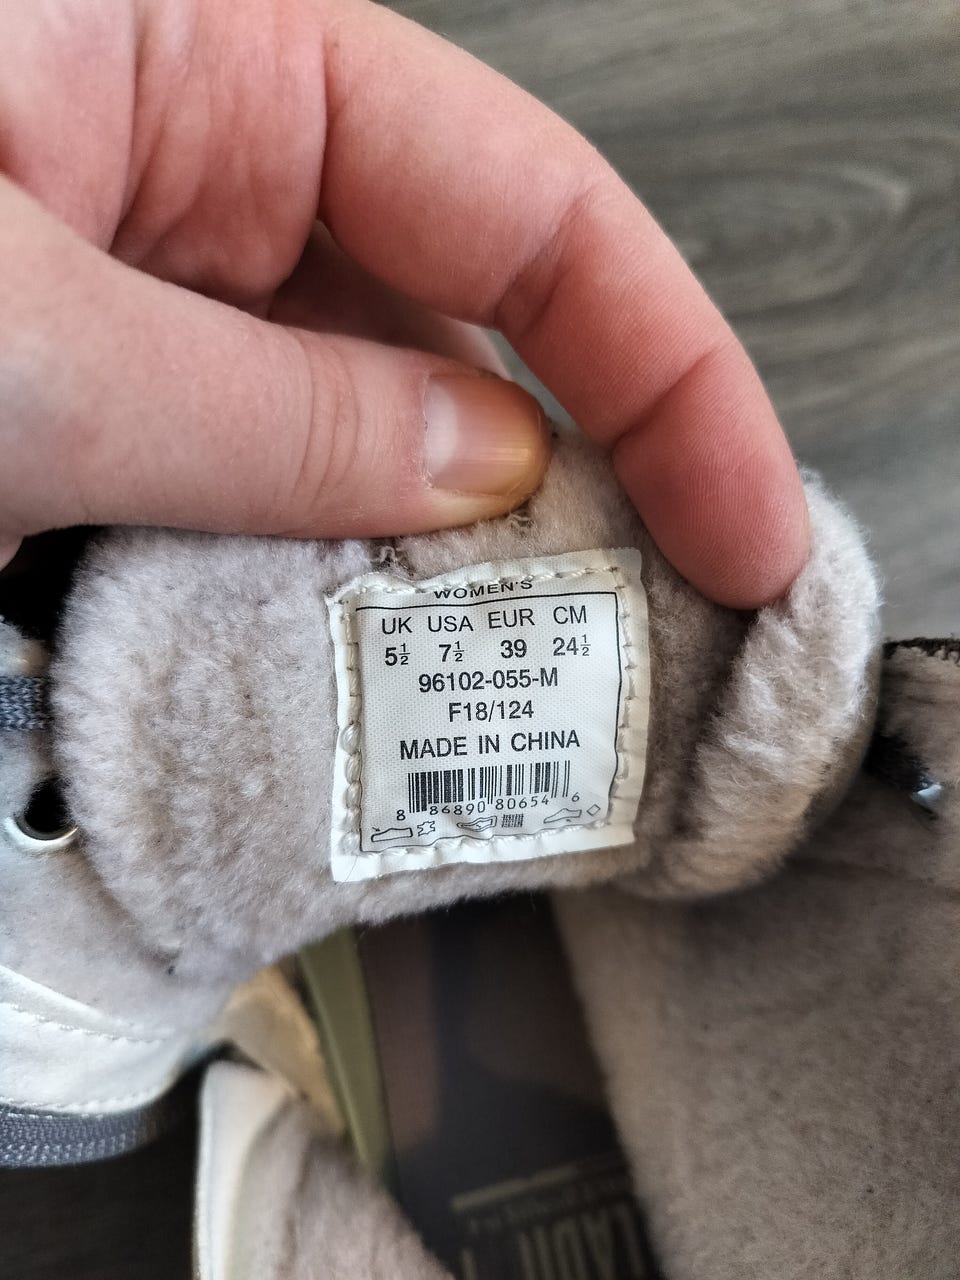 WOMEN'S
UK USA EUR CM
5½ 7½ 39 24½
96102-055-M
F18/124
MADE IN CHINA
8 86890 80654 6